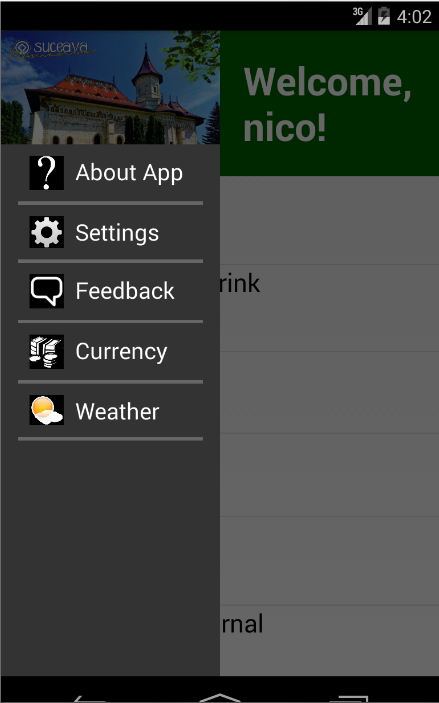 3G 4:02
suceava
Welcome,
nico!
About App
Settings
rink
Feedback
Currency
Weather
rnal